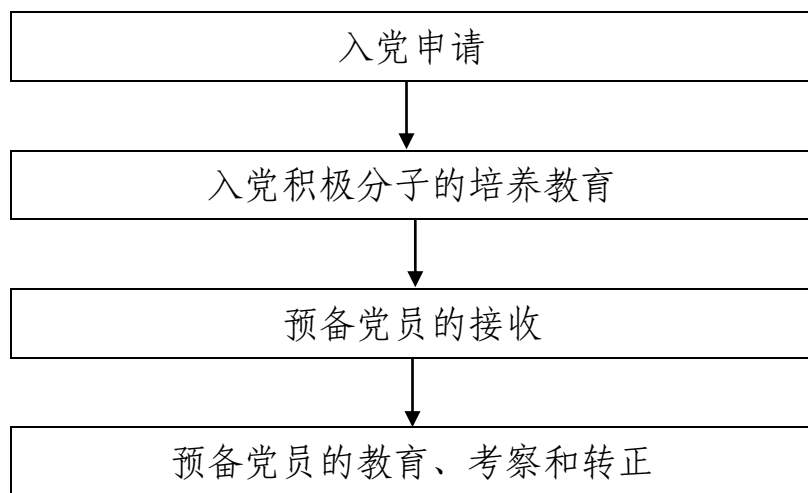 入党申请
入党积极分子的培养教育
预备党员的接收
预备党员的教育、考察和转正